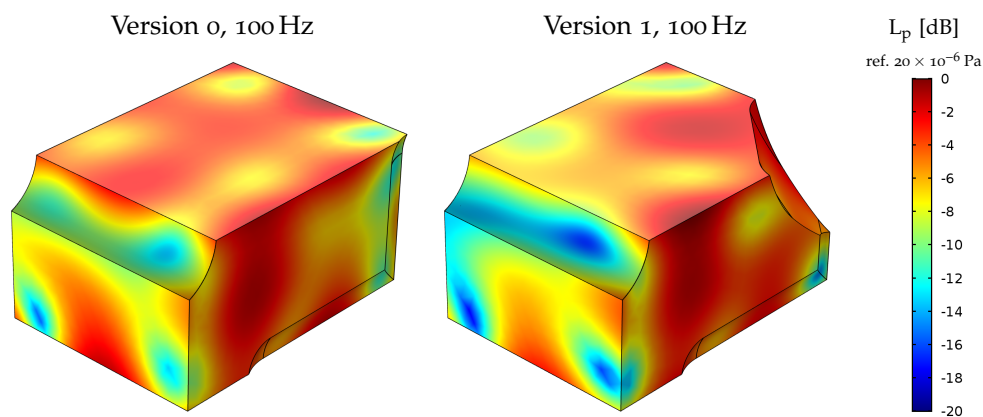 Version 0, 100 Hz
Version 1, 100 Hz
Lp [dB]
ref. 20 × 10⁻⁶ Pa
0
-2
-4
-6
-8
-10
-12
-14
-16
-18
-20